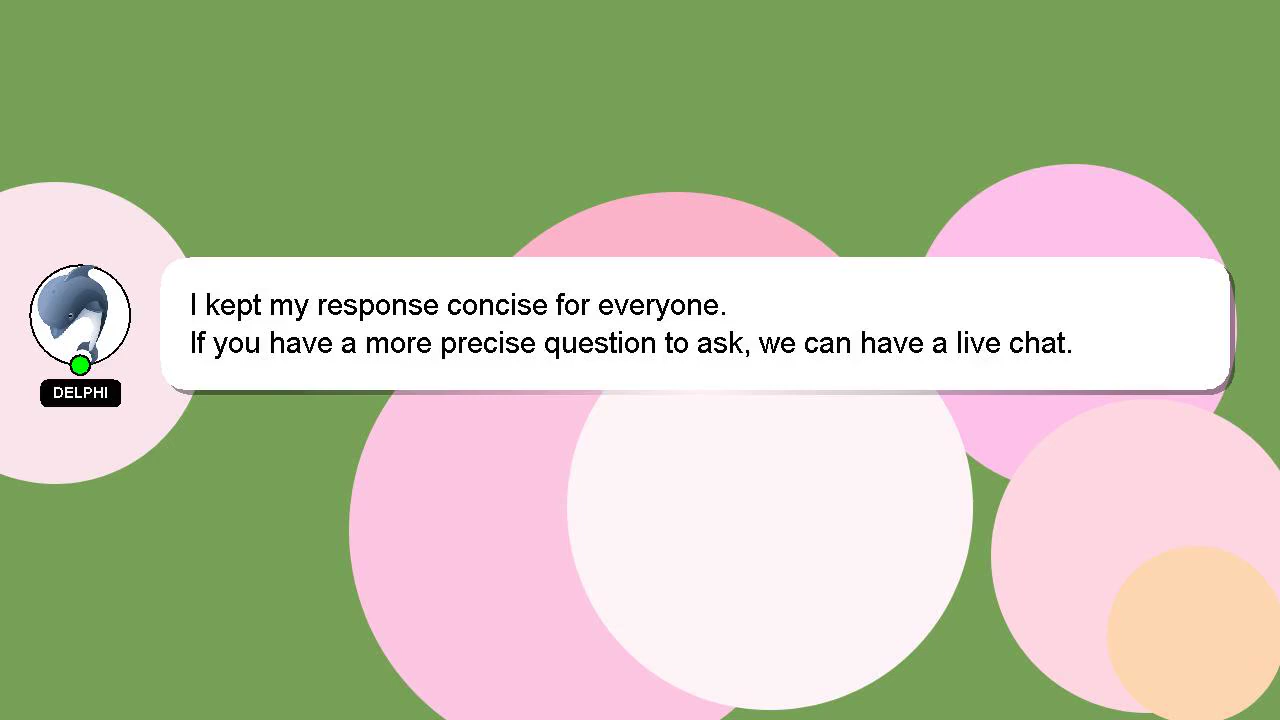 I kept my response concise for everyone.
If you have a more precise question to ask, we can have a live chat.
DELPHI